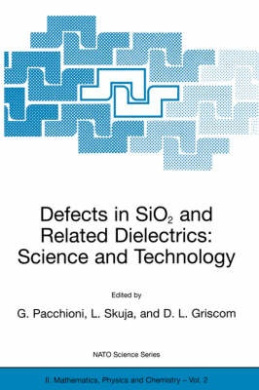 Defects in SiO₂ and
Related Dielectrics:
Science and Technology
Edited by
G. Pacchioni, L. Skuja, and D. L. Griscom
NATO Science Series
II. Mathematics, Physics and Chemistry – Vol. 2